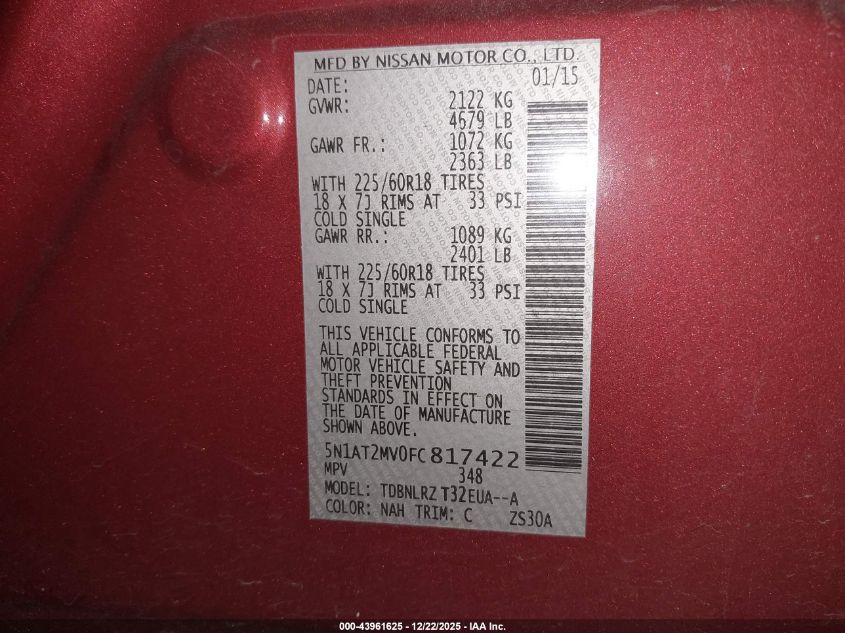 MFD BY NISSAN MOTOR CO., LTD.
DATE: 01/15
GVWR: 2122 KG
4679 LB
GAWR FR.: 1072 KG
2363 LB
WITH 225/60R18 TIRES
18 X 7J RIMS AT 33 PSI
COLD SINGLE
GAWR RR.: 1089 KG
2401 LB
WITH 225/60R18 TIRES
18 X 7J RIMS AT 33 PSI
COLD SINGLE
THIS VEHICLE CONFORMS TO
ALL APPLICABLE FEDERAL
MOTOR VEHICLE SAFETY AND
THEFT PREVENTION
STANDARDS IN EFFECT ON
THE DATE OF MANUFACTURE
SHOWN ABOVE.
5N1AT2MV0FC817422
MPV 348
MODEL: TDBNLRZ T32EUA--A
COLOR: NAH TRIM: C ZS30A
000-43961625 - 12/22/2025 - IAA Inc.